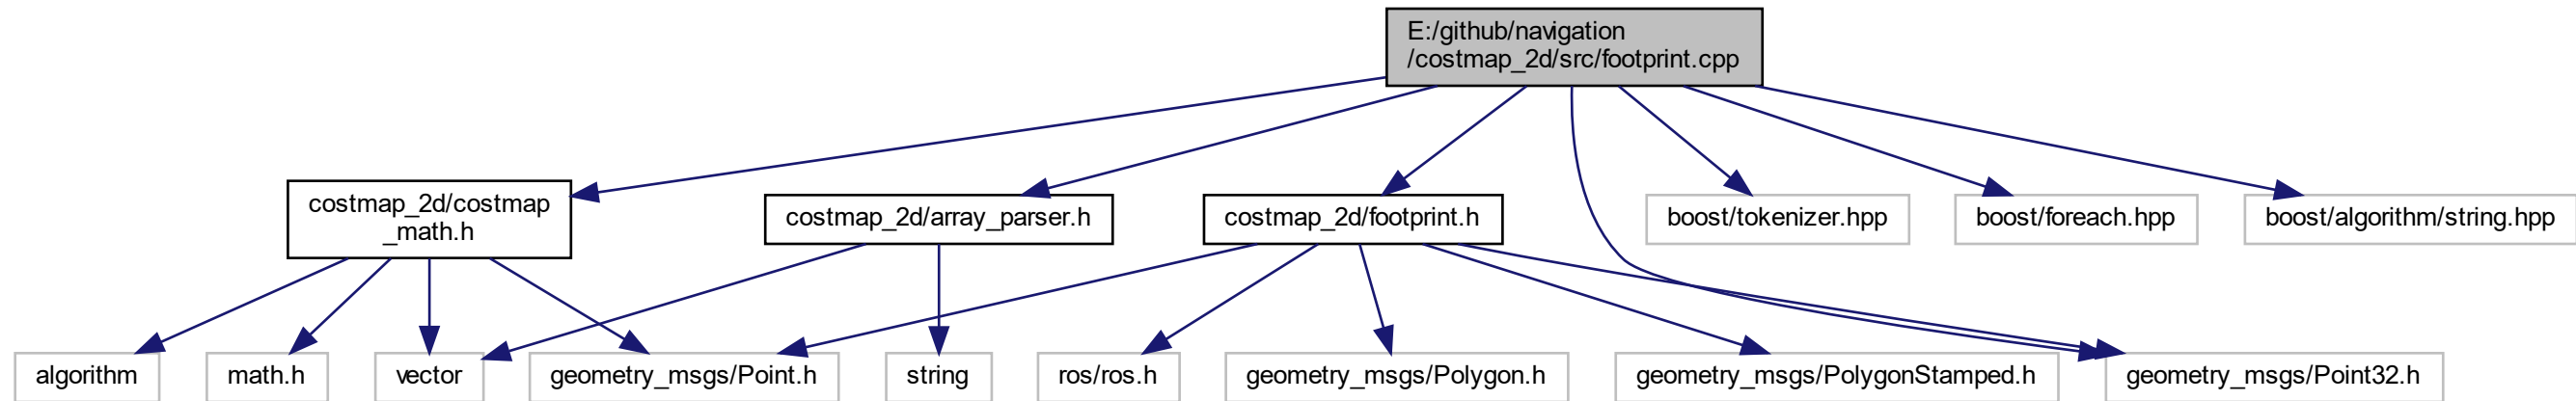 E:/github/navigation
/costmap_2d/src/footprint.cpp
costmap_2d/costmap
_math.h
costmap_2d/array_parser.h
costmap_2d/footprint.h
boost/tokenizer.hpp
boost/foreach.hpp
boost/algorithm/string.hpp
algorithm
math.h
vector
geometry_msgs/Point.h
string
ros/ros.h
geometry_msgs/Polygon.h
geometry_msgs/PolygonStamped.h
geometry_msgs/Point32.h